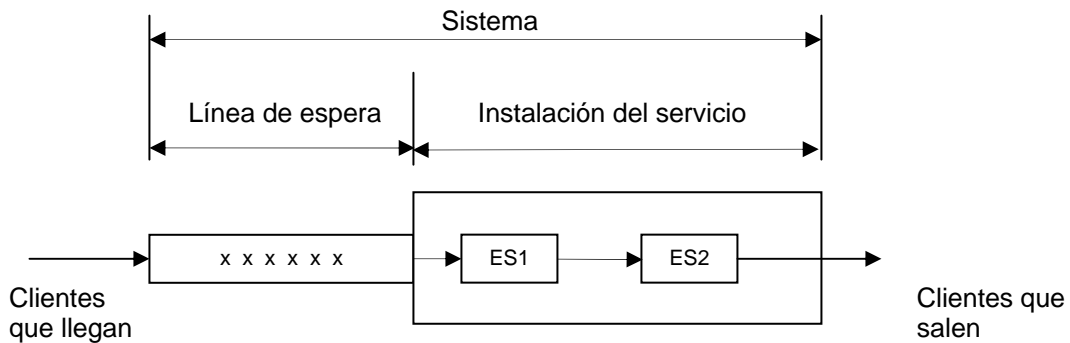 Sistema
Línea de espera
Instalación del servicio
x x x x x x
ES1
ES2
Clientes
que llegan
Clientes que
salen